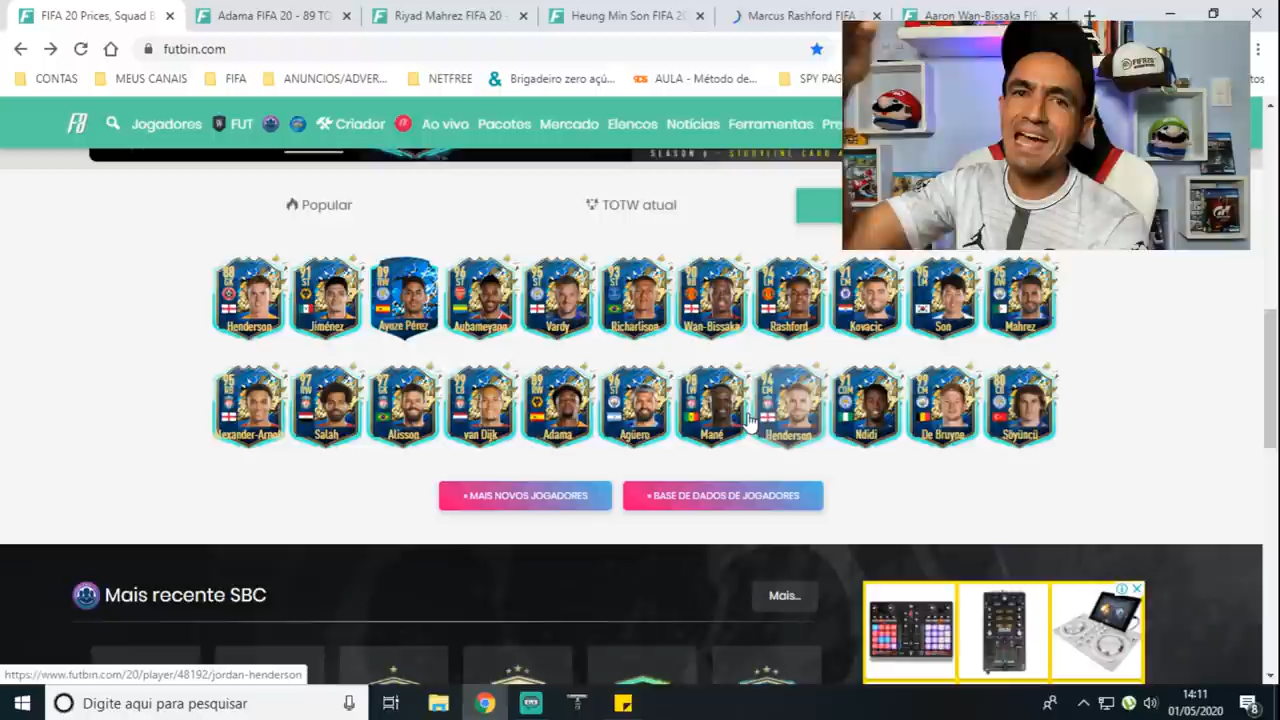 FIFA 20 Prices, Squad B
Adama FIFA 20 - 89 TE
Riyad Mahrez FIFA 20 -
Heung Min Son FIFA 20
Marcus Rashford FIFA
Aaron Wan-Bissaka FIF
futbin.com
CONTAS
MEUS CANAIS
FIFA
ANUNCIOS/ADVER...
NETFREE
Brigadeiro zero açú...
AULA - Método de...
SPY PAG
Jogadores FUT Criador Ao vivo Pacotes Mercado Elencos Notícias Ferramentas Pre
Popular
TOTW atual
Henderson Jiménez Ayoze Pérez Aubameyang Vardy Richarlison Wan-Bissaka Rashford Kovacic Son Mahrez
lexander-Arnol Salah Alisson van Dijk Adama Agüero Mané Henderson Ndidi De Bruyne Söyüncü
MAIS NOVOS JOGADORES
BASE DE DADOS DE JOGADORES
Mais recente SBC
Mais...
https://www.futbin.com/20/player/48192/jordan-henderson
Digite aqui para pesquisar
14:11
01/05/2020